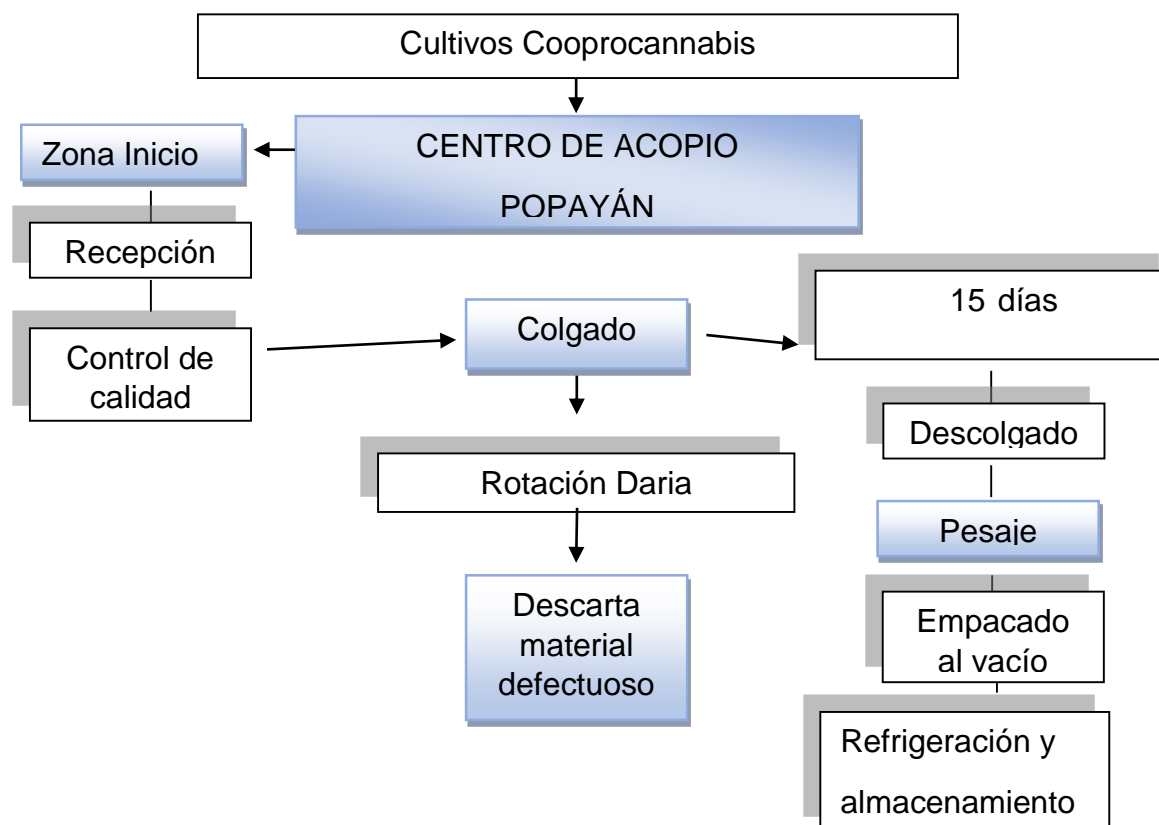 Cultivos Cooprocannabis
CENTRO DE ACOPIO
POPAYÁN
Zona Inicio
Recepción
Control de
calidad
Colgado
Rotación Daria
Descarta
material
defectuoso
15 días
Descolgado
Pesaje
Empacado
al vacío
Refrigeración y
almacenamiento